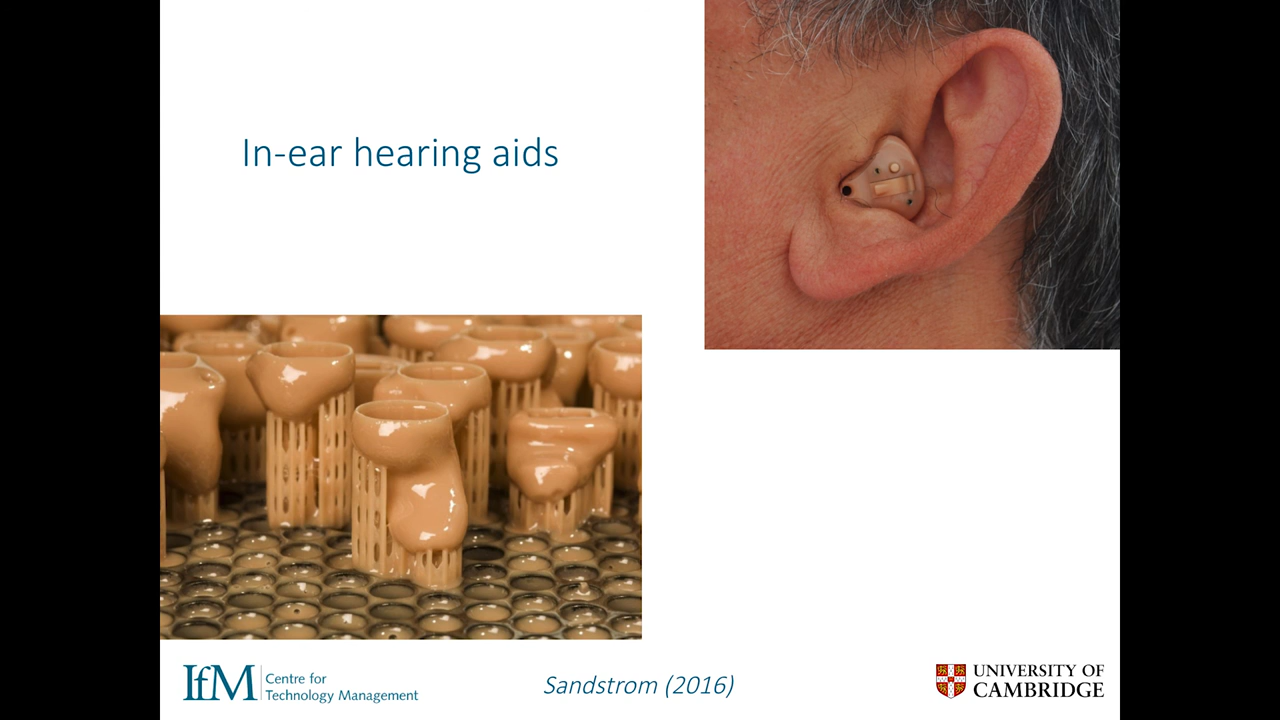 In-ear hearing aids
IfM
Centre for
Technology Management
Sandstrom (2016)
UNIVERSITY OF
CAMBRIDGE